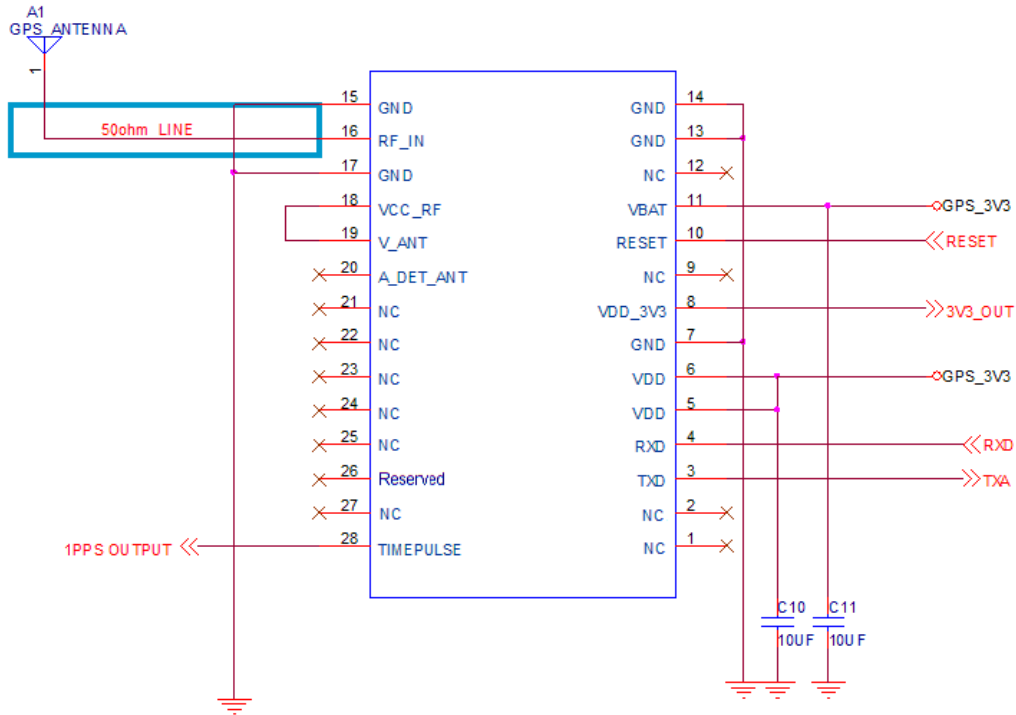 A1
GPS_ANTENNA
1
50ohm LINE
15 GND
16 RF_IN
17 GND
18 VCC_RF
19 V_ANT
20 A_DET_ANT
21 NC
22 NC
23 NC
24 NC
25 NC
26 Reserved
27 NC
1PPS OUTPUT 28 TIMEPULSE
GND 14
GND 13
NC 12
VBAT 11 GPS_3V3
RESET 10 RESET
NC 9
VDD_3V3 8 3V3_OUT
GND 7
VDD 6 GPS_3V3
VDD 5
RXD 4 RXD
TXD 3 TXA
NC 2
NC 1
C10 C11
10UF 10UF